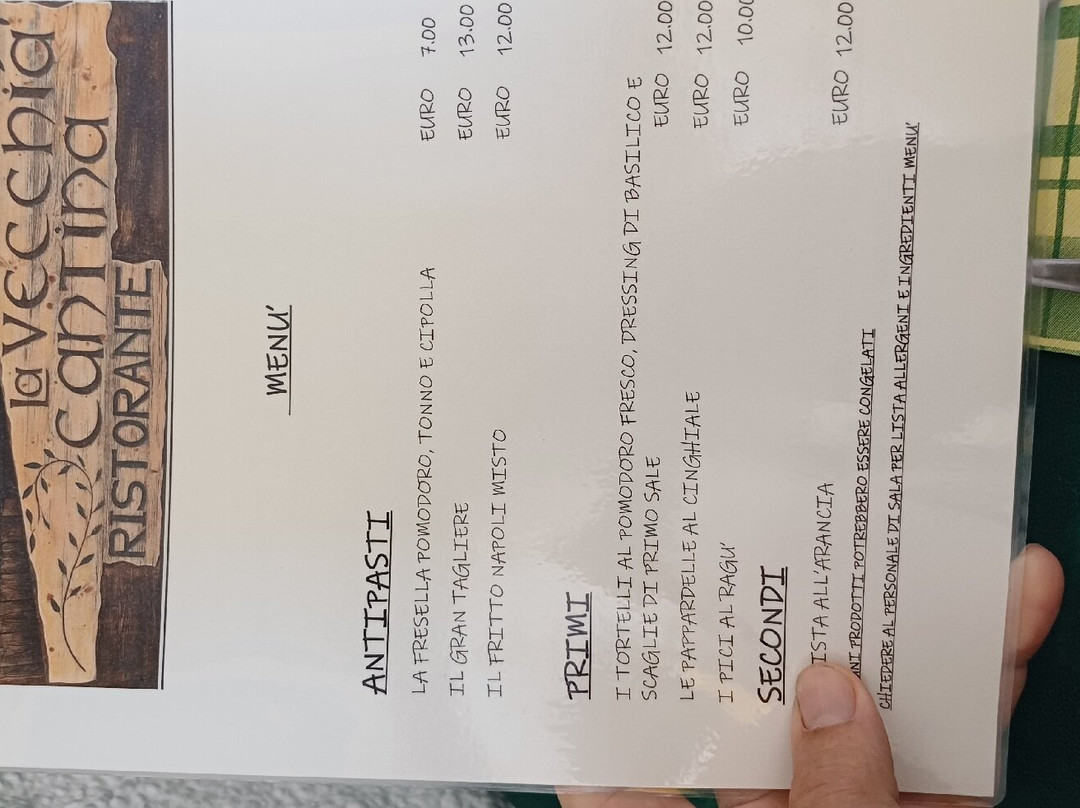 la vecchia
cantina
RISTORANTE
MENU'
ANTIPASTI
LA FRESELLA POMODORO, TONNO E CIPOLLA EURO 7.00
IL GRAN TAGLIERE EURO 13.00
IL FRITTO NAPOLI MISTO EURO 12.00
PRIMI
I TORTELLI AL POMODORO FRESCO, DRESSING DI BASILICO E
SCAGLIE DI PRIMO SALE EURO 12.00
LE PAPPARDELLE AL CINGHIALE EURO 12.00
I PICI AL RAGU' EURO 10.00
SECONDI
ISTA ALL'ARANCIA EURO 12.00
UNI PRODOTTI POTREBBERO ESSERE CONGELATI
CHIEDERE AL PERSONALE DI SALA PER LISTA ALLERGENI E INGREDIENTI MENU'